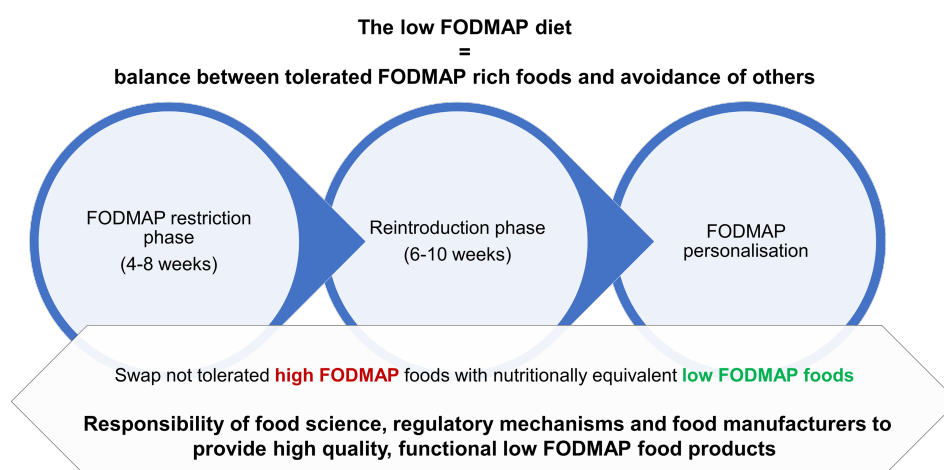 The low FODMAP diet
=
balance between tolerated FODMAP rich foods and avoidance of others
FODMAP restriction
phase
(4-8 weeks)
Reintroduction phase
(6-10 weeks)
FODMAP
personalisation
Swap not tolerated high FODMAP foods with nutritionally equivalent low FODMAP foods
Responsibility of food science, regulatory mechanisms and food manufacturers to
provide high quality, functional low FODMAP food products